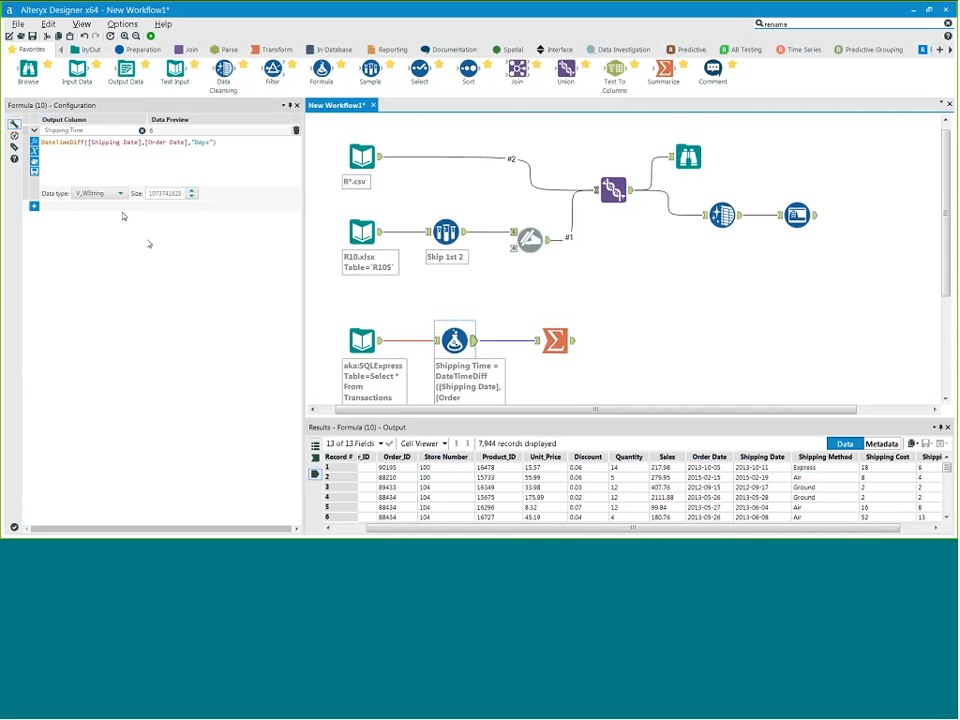 Alteryx Designer x64 - New Workflow1*
File Edit View Options Help
rename
Favorites In/Out Preparation Join Parse Transform In-Database Reporting Documentation Spatial Interface Data Investigation Predictive AB Testing Time Series Predictive Grouping
Browse Input Data Output Data Text Input Data Cleansing Filter Formula Sample Select Sort Join Union Text To Columns Summarize Comment
Formula (10) - Configuration
New Workflow1*
Output Column Data Preview
Shipping Time 6
DateTimeDiff([Shipping Date],[Order Date],"Days")
Data type: V_WString Size: 1073741823
#2
R*.csv
#1
R10.xlsx
Table=`R10$`
Skip 1st 2
aka:SQLExpress
Table=Select *
From
Transactions
Shipping Time =
DateTimeDiff
([Shipping Date],
[Order
Results - Formula (10) - Output
13 of 13 Fields Cell Viewer 7,944 records displayed Data Metadata
Record # r_ID Order_ID Store Number Product_ID Unit_Price Discount Quantity Sales Order Date Shipping Date Shipping Method Shipping Cost Shippi
1 90193 100 16478 15.57 0.06 14 217.98 2013-10-05 2013-10-11 Express 18 6
2 88210 100 15733 55.99 0.06 5 279.95 2015-02-15 2015-02-19 Air 8 4
3 89433 104 16349 33.98 0.03 12 407.76 2012-09-15 2012-09-17 Ground 2 2
4 88434 104 15675 175.99 0.02 12 2111.88 2013-05-26 2013-05-28 Ground 2 2
5 88434 104 16296 8.32 0.07 12 99.84 2013-05-27 2013-06-04 Air 16 8
6 88434 104 16727 45.19 0.04 4 180.76 2013-05-26 2013-06-08 Air 52 13